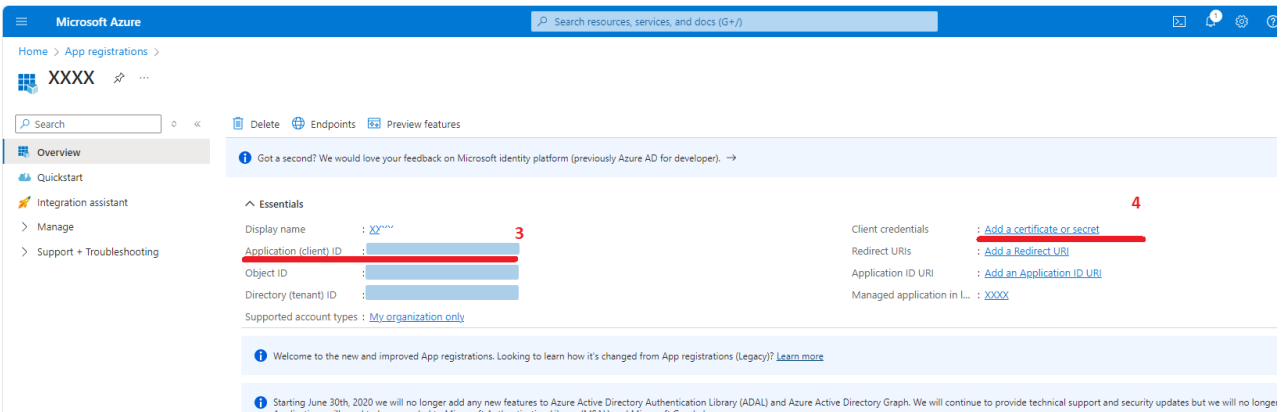 Microsoft Azure
Search resources, services, and docs (G+/)
1
Home > App registrations >
XXXX
Search
Delete Endpoints Preview features
Overview
Got a second? We would love your feedback on Microsoft identity platform (previously Azure AD for developer). →
Quickstart
Integration assistant
Essentials
4
Manage
Display name :
3
Client credentials : Add a certificate or secret
Support + Troubleshooting
Application (client) ID :
Redirect URIs : Add a Redirect URI
Object ID :
Application ID URI : Add an Application ID URI
Directory (tenant) ID :
Managed application in l... : XXXX
Supported account types : My organization only
Welcome to the new and improved App registrations. Looking to learn how it's changed from App registrations (Legacy)? Learn more
Starting June 30th, 2020 we will no longer add any new features to Azure Active Directory Authentication Library (ADAL) and Azure Active Directory Graph. We will continue to provide technical support and security updates but we will no longer